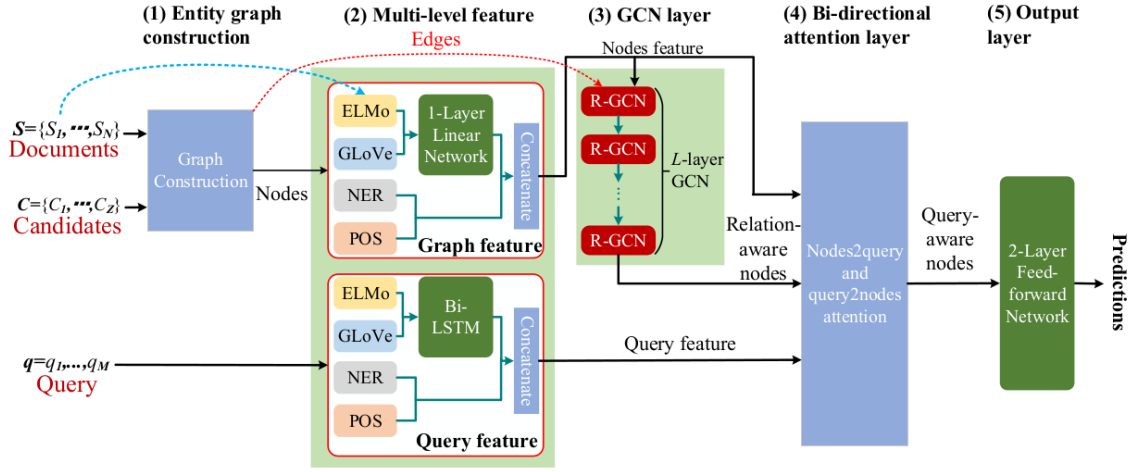 (1) Entity graph
construction
(2) Multi-level feature
(3) GCN layer
(4) Bi-directional
attention layer
(5) Output
layer
Edges
Nodes feature
S={S1,···,SN}
Documents
C={C1,···,CZ}
Candidates
Graph
Construction
Nodes
ELMo
GLoVe
NER
POS
1-Layer
Linear
Network
Concatenate
Graph feature
R-GCN
R-GCN
R-GCN
L-layer
GCN
Relation-
aware
nodes
q=q1,...,qM
Query
ELMo
GLoVe
NER
POS
Bi-
LSTM
Concatenate
Query feature
Query feature
Nodes2query
and
query2nodes
attention
Query-
aware
nodes
2-Layer
Feed-
forward
Network
Predictions